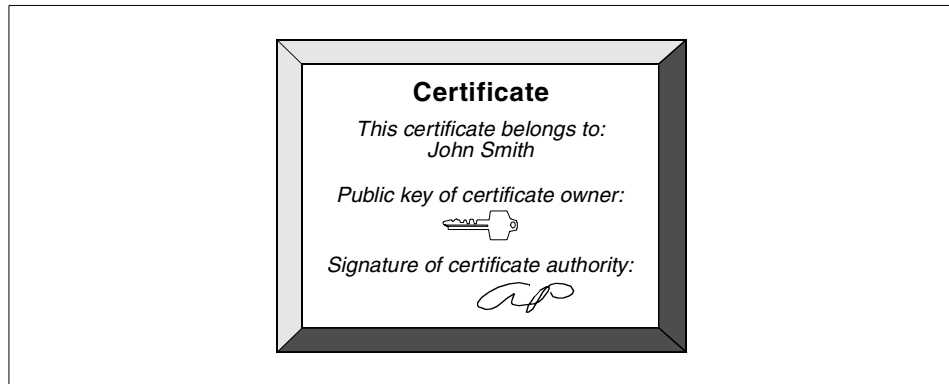 Certificate
This certificate belongs to:
John Smith
Public key of certificate owner:
Signature of certificate authority: